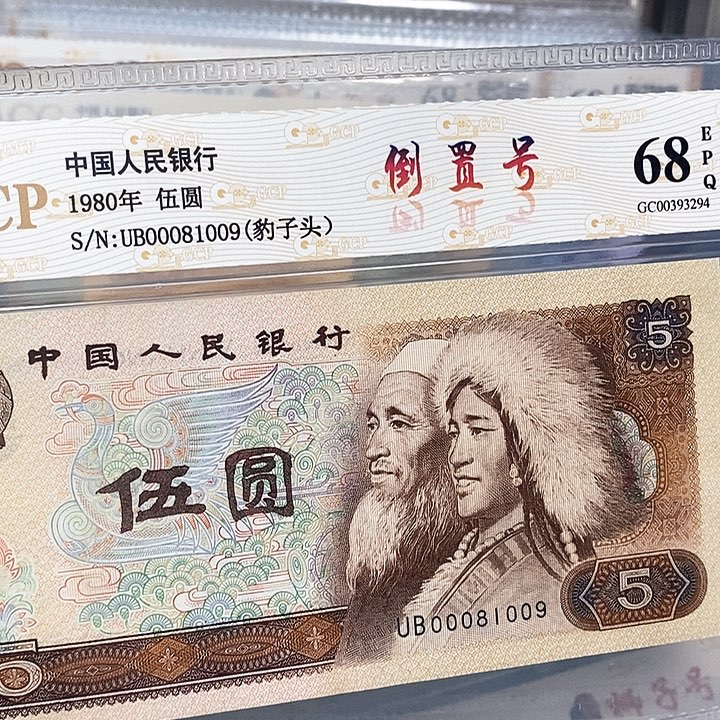 CP
中国人民银行
1980年 伍圆
S/N:UB00081009(豹子头)
倒置号
68
E
P
Q
GC00393294
中国人民银行
5
伍圆
5
UB00081009